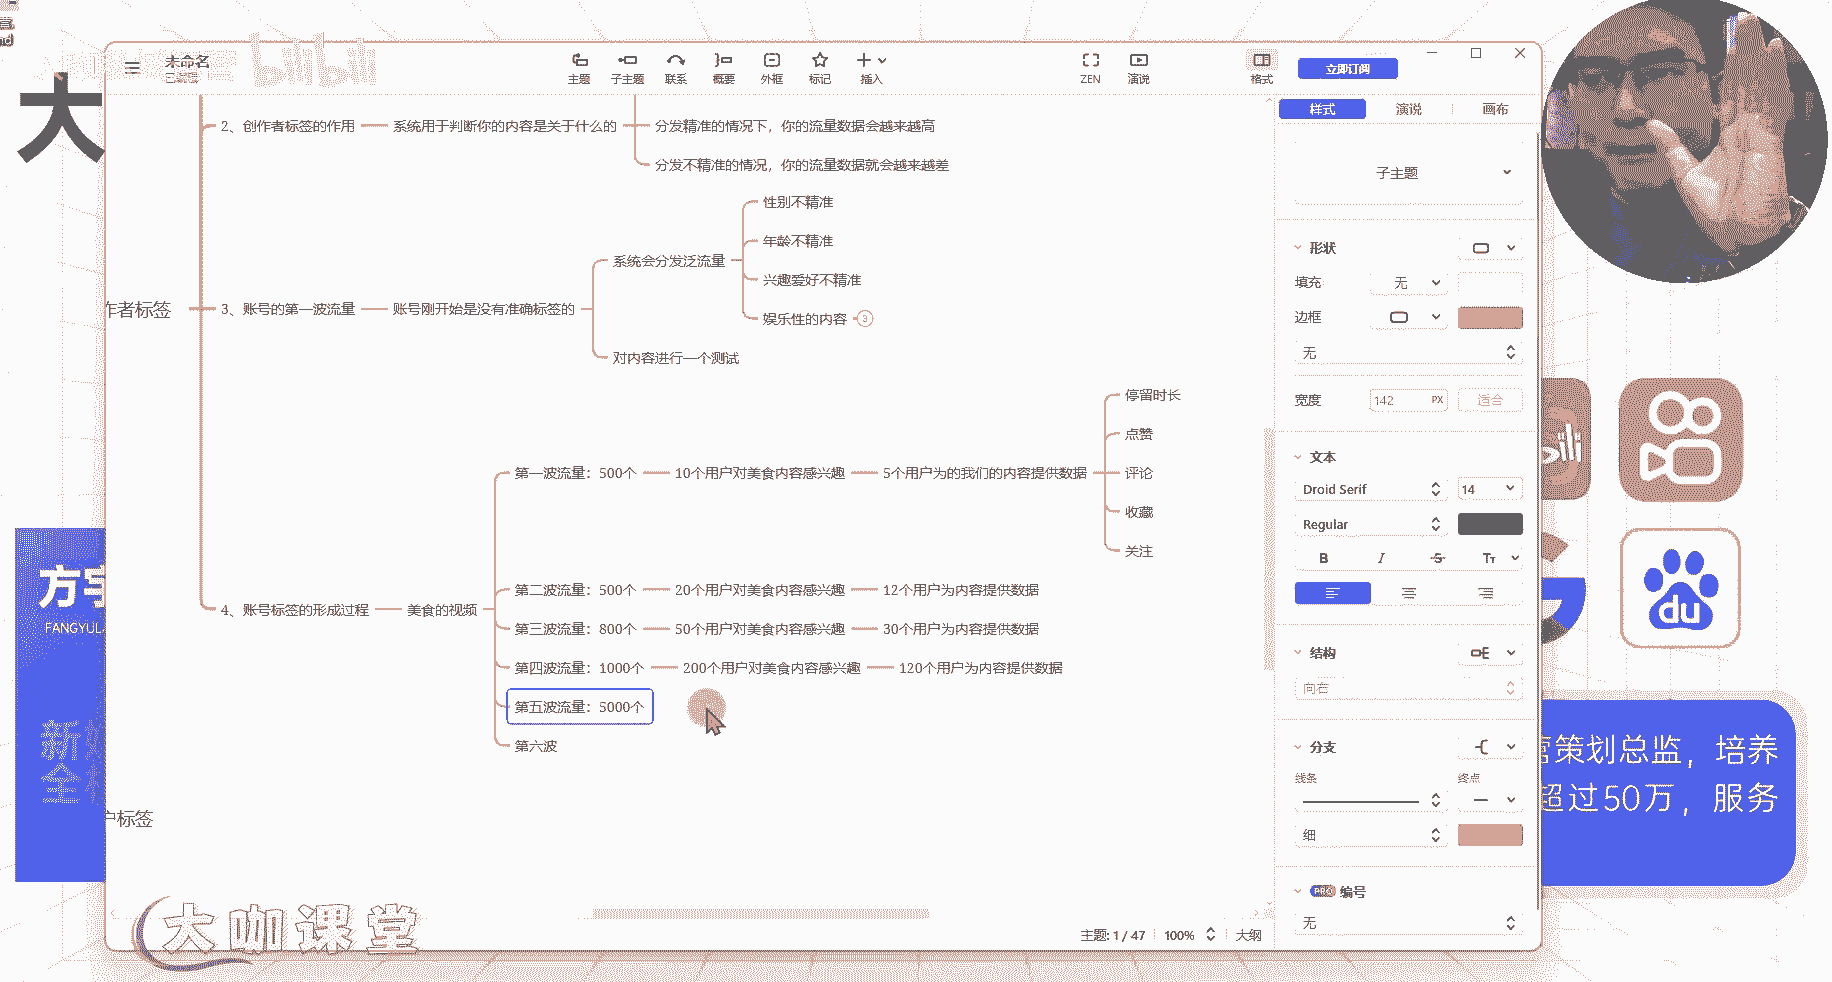 大
未命名
已编辑
主题
子主题
联系
概要
外框
标记
插入
ZEN
演说
格式
立即订阅
样式
演说
画布
2、创作者标签的作用
系统用于判断你的内容是关于什么的
分发精准的情况下，你的流量数据会越来越高
分发不精准的情况，你的流量数据就会越来越差
作者标签
3、账号的第一波流量
账号刚开始是没有准确标签的
系统会分发泛流量
性别不精准
年龄不精准
兴趣爱好不精准
娱乐性的内容
3
对内容进行一个测试
4、账号标签的形成过程
美食的视频
第一波流量：500个
10个用户对美食内容感兴趣
5个用户为的我们的内容提供数据
停留时长
点赞
评论
收藏
关注
第二波流量：500个
20个用户对美食内容感兴趣
12个用户为内容提供数据
第三波流量：800个
50个用户对美食内容感兴趣
30个用户为内容提供数据
第四波流量：1000个
200个用户对美食内容感兴趣
120个用户为内容提供数据
第五波流量：5000个
第六波
户标签
子主题
形状
填充
无
边框
无
宽度
142
PX
适合
文本
Droid Serif
14
Regular
B
I
S
Tт
结构
向右
分支
线条
终点
细
PRO
编号
无
主题: 1 / 47
100%
大纲
方宇
FANGYU
新
全
du
营策划总监，培养
超过50万，服务
大咖课堂
bilibili